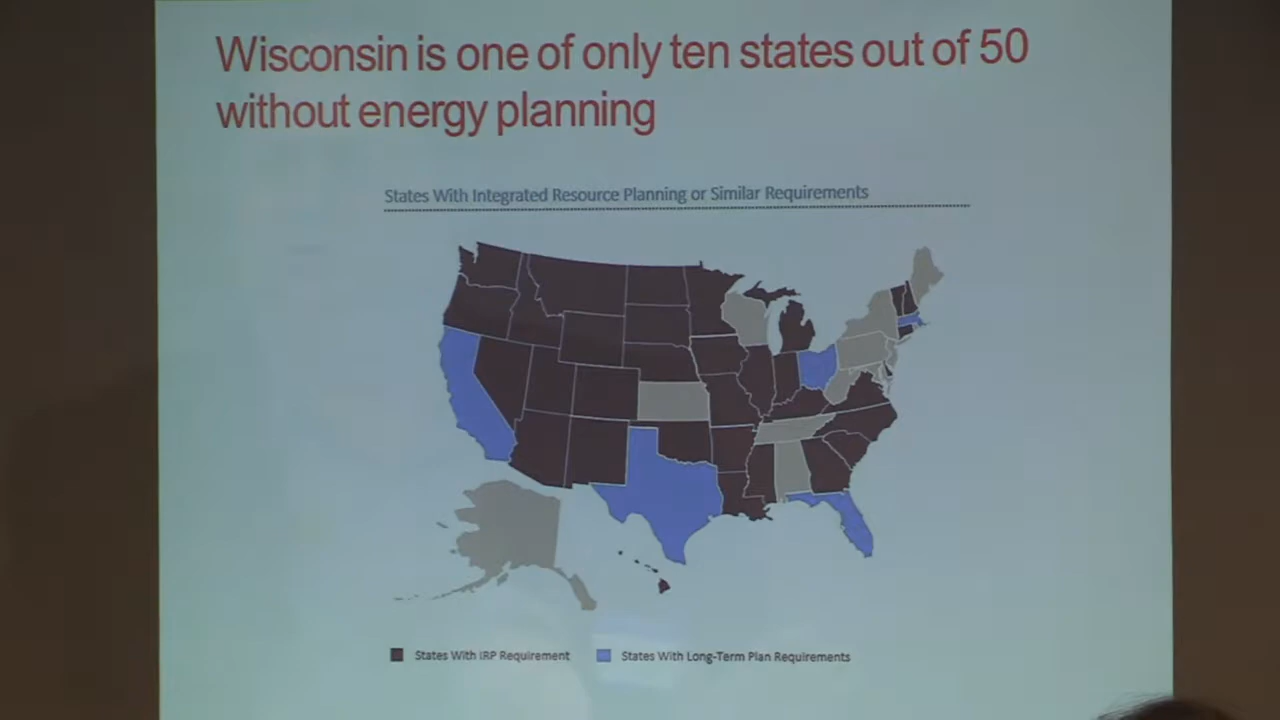 Wisconsin is one of only ten states out of 50
without energy planning
States With Integrated Resource Planning or Similar Requirements
States With IRP Requirement
States With Long-Term Plan Requirements